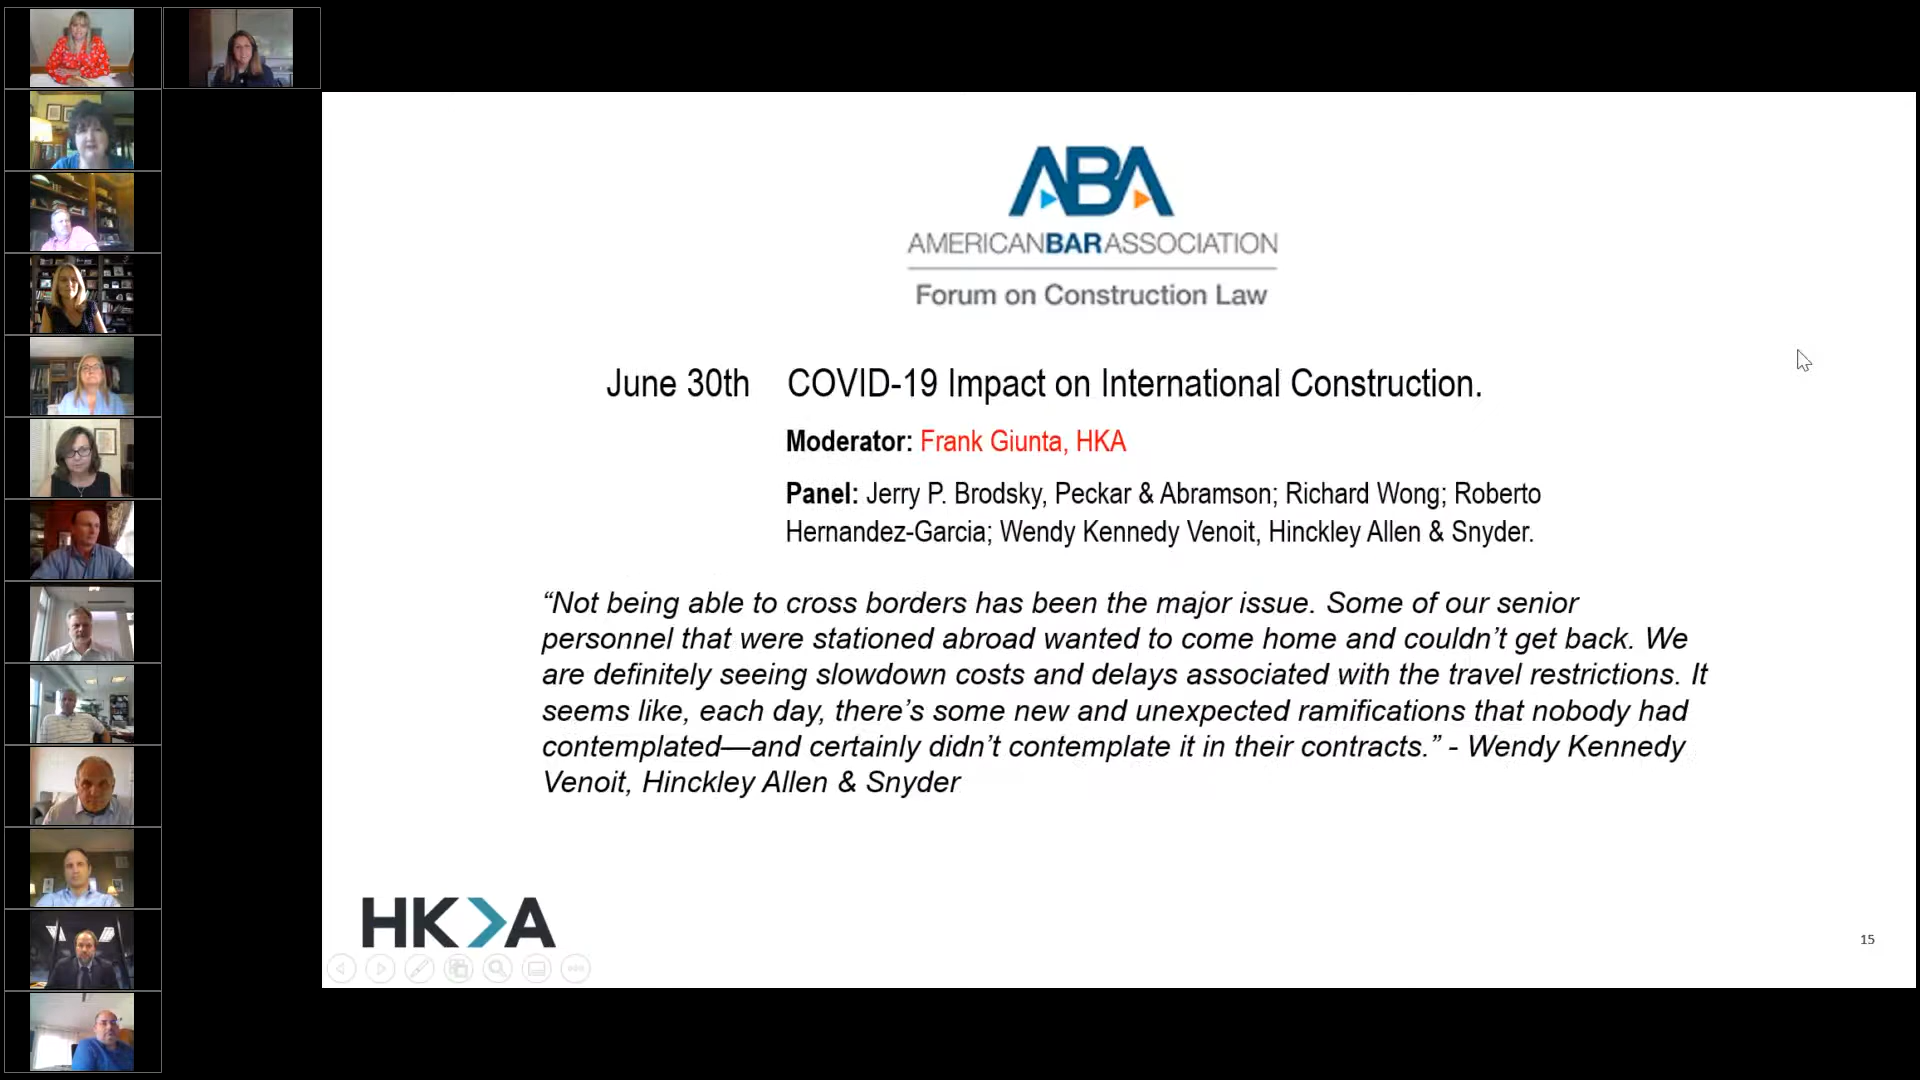 ABA
AMERICANBARASSOCIATION
Forum on Construction Law
June 30th COVID-19 Impact on International Construction.
Moderator: Frank Giunta, HKA
Panel: Jerry P. Brodsky, Peckar & Abramson; Richard Wong; Roberto
Hernandez-Garcia; Wendy Kennedy Venoit, Hinckley Allen & Snyder.
“Not being able to cross borders has been the major issue. Some of our senior
personnel that were stationed abroad wanted to come home and couldn’t get back. We
are definitely seeing slowdown costs and delays associated with the travel restrictions. It
seems like, each day, there’s some new and unexpected ramifications that nobody had
contemplated—and certainly didn’t contemplate it in their contracts.” - Wendy Kennedy
Venoit, Hinckley Allen & Snyder
HKA
15